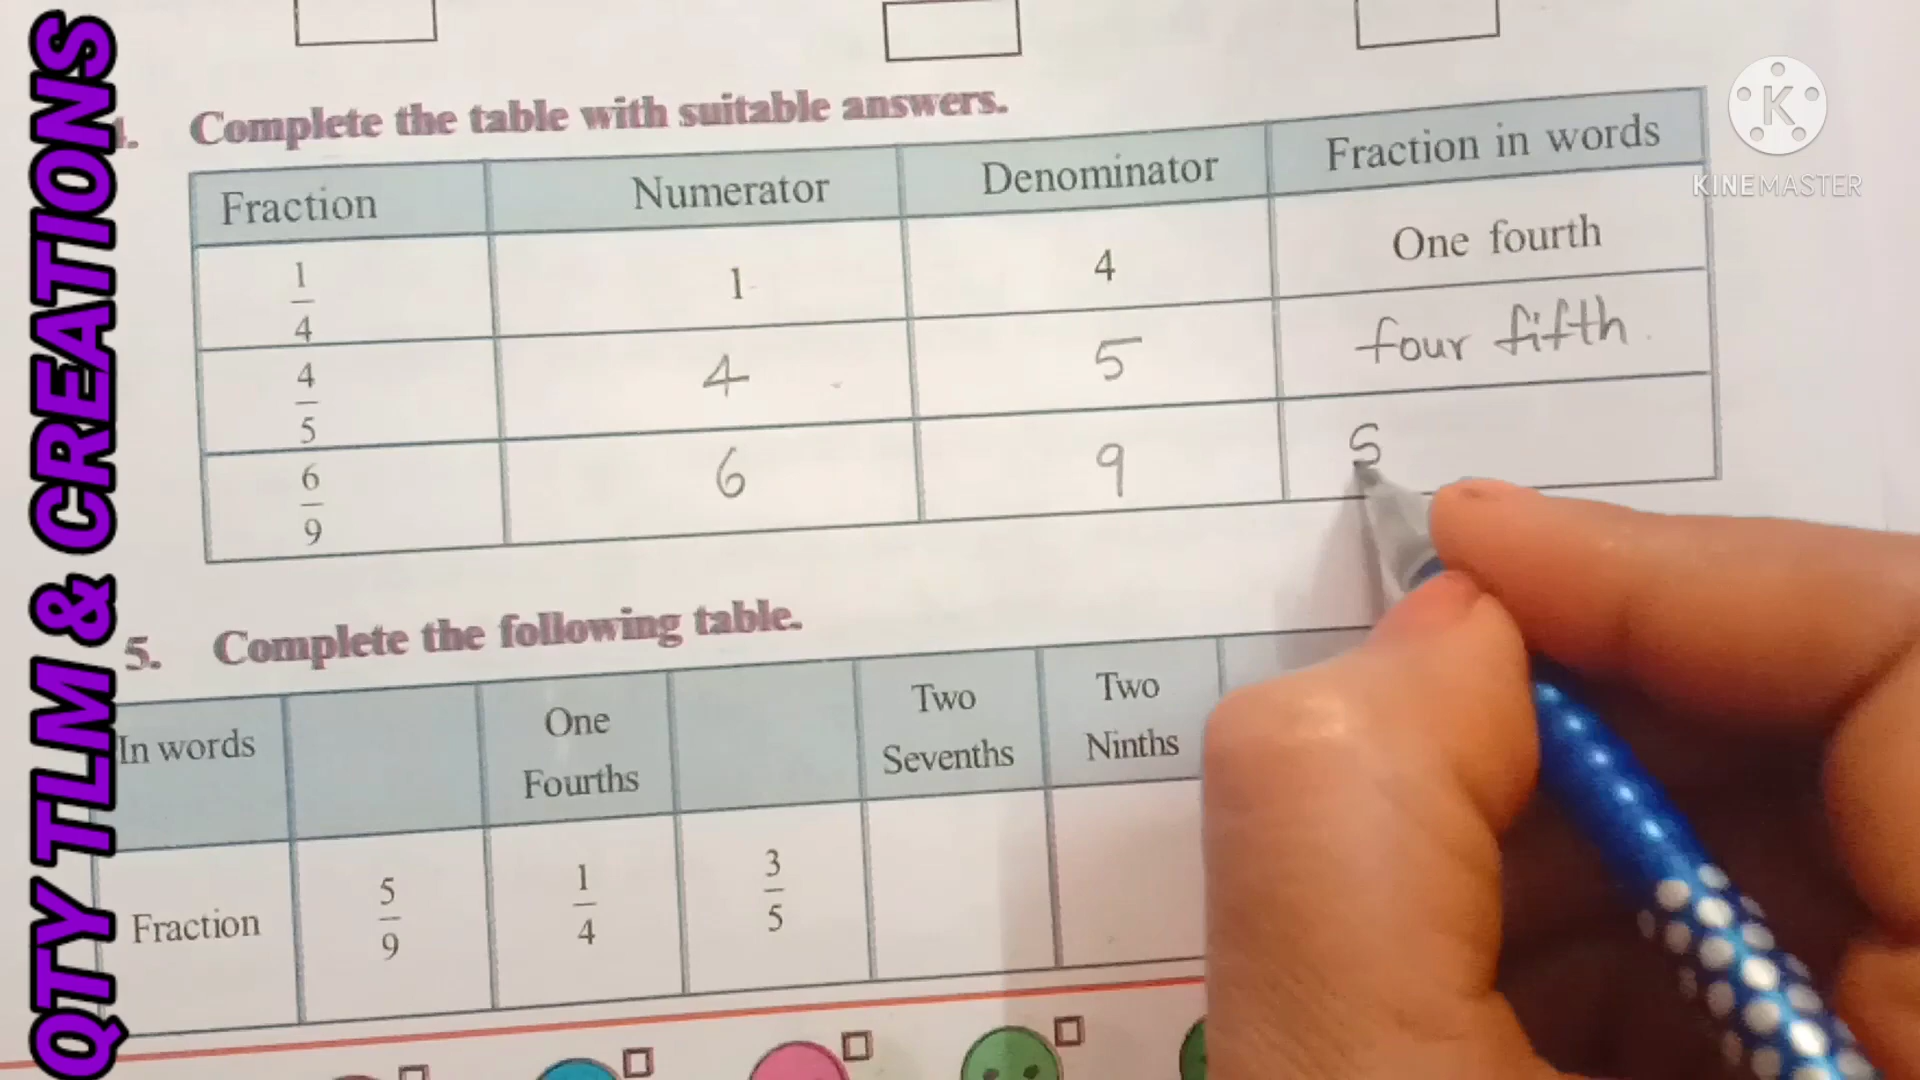 QTY TLM & CREATIONS
KINEMASTER
K
Complete the table with suitable answers.
Fraction Numerator Denominator Fraction in words
1/4 1 4 One fourth
4/5 4 5 four fifth.
6/9 6 9 S
5. Complete the following table.
In words One Fourths Two Sevenths Two Ninths
Fraction 5/9 1/4 3/5